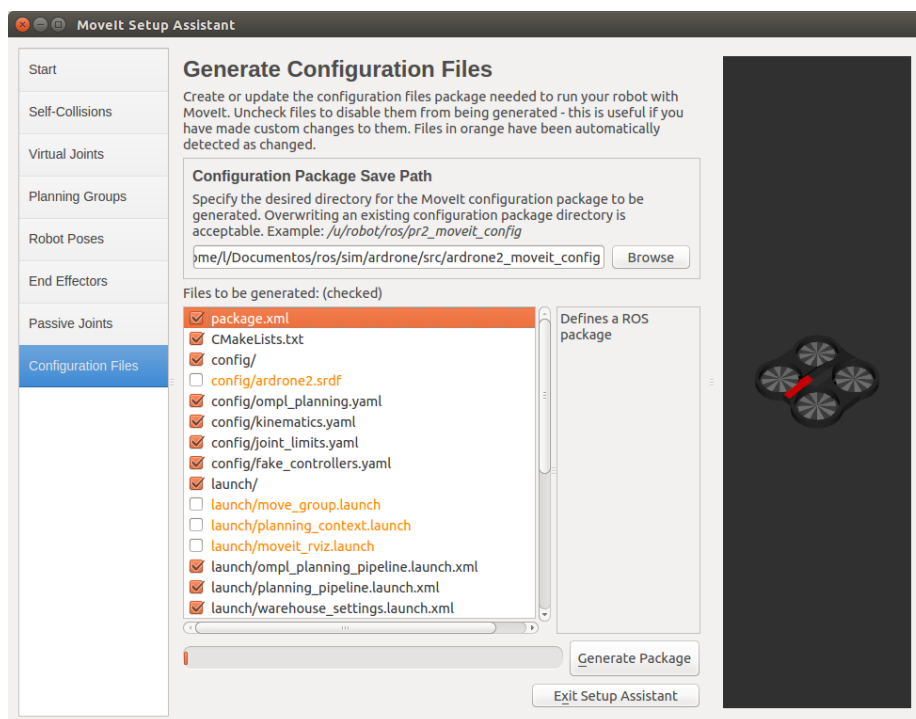 MoveIt Setup Assistant
Start
Self-Collisions
Virtual Joints
Planning Groups
Robot Poses
End Effectors
Passive Joints
Configuration Files
Generate Configuration Files
Create or update the configuration files package needed to run your robot with
MoveIt. Uncheck files to disable them from being generated - this is useful if you
have made custom changes to them. Files in orange have been automatically
detected as changed.
Configuration Package Save Path
Specify the desired directory for the MoveIt configuration package to be
generated. Overwriting an existing configuration package directory is
acceptable. Example: /u/robot/ros/pr2_moveit_config
ome/l/Documentos/ros/sim/ardrone/src/ardrone2_moveit_config
Browse
Files to be generated: (checked)
package.xml
CMakeLists.txt
config/
config/ardrone2.srdf
config/ompl_planning.yaml
config/kinematics.yaml
config/joint_limits.yaml
config/fake_controllers.yaml
launch/
launch/move_group.launch
launch/planning_context.launch
launch/moveit_rviz.launch
launch/ompl_planning_pipeline.launch.xml
launch/planning_pipeline.launch.xml
launch/warehouse_settings.launch.xml
Defines a ROS
package
Generate Package
Exit Setup Assistant